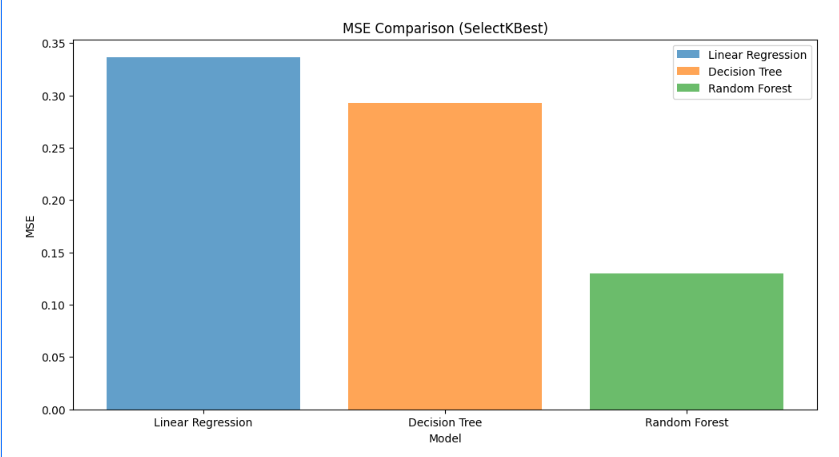 MSE Comparison (SelectKBest)
Linear Regression
Decision Tree
Random Forest
0.35
0.30
0.25
0.20
0.15
0.10
0.05
0.00
MSE
Linear Regression
Decision Tree
Random Forest
Model